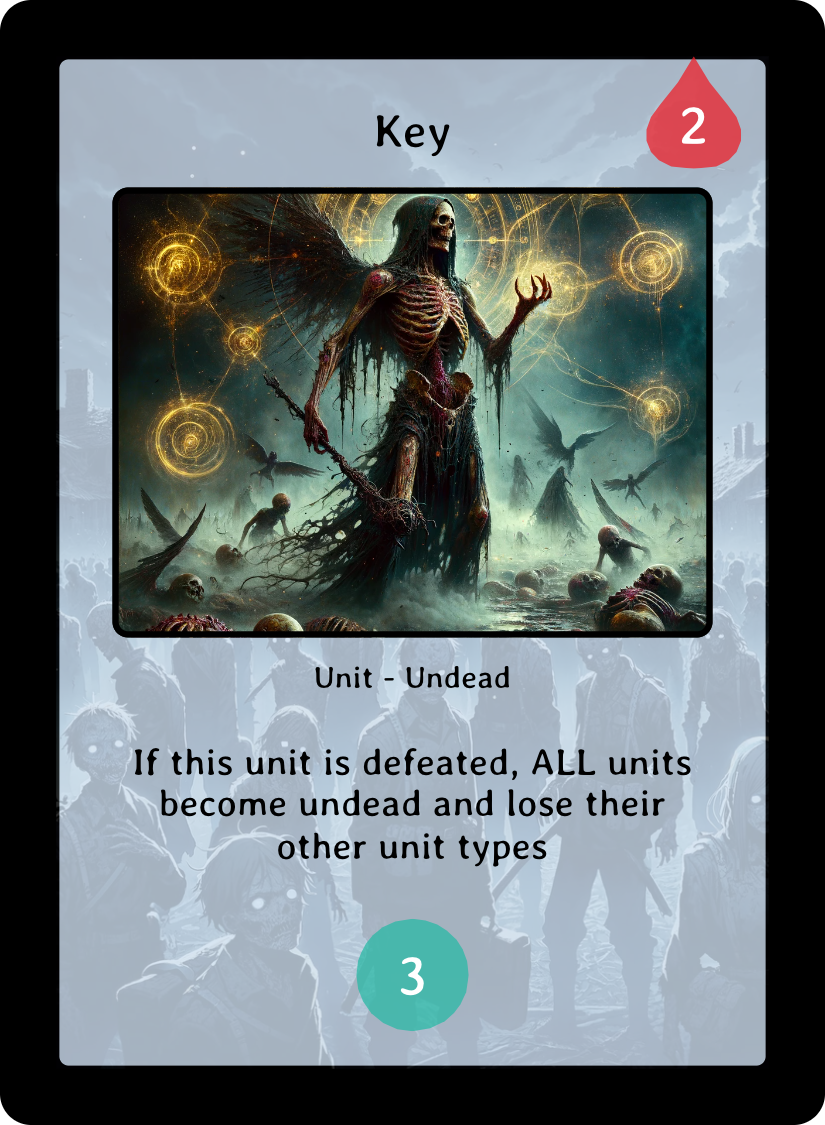 Key
2
Unit - Undead
If this unit is defeated, ALL units
become undead and lose their
other unit types
3